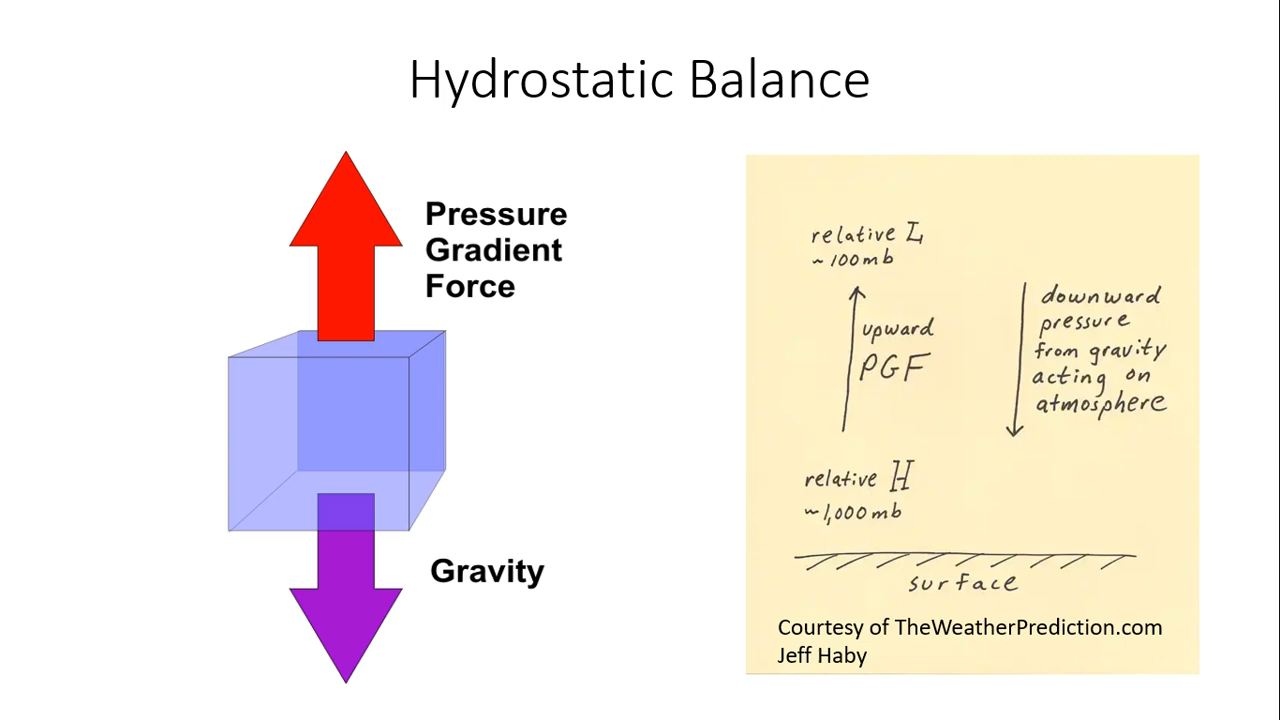 Hydrostatic Balance
Pressure
Gradient
Force
Gravity
relative L
~100mb
upward
PGF
downward
pressure
from gravity
acting on
atmosphere
relative H
~1,000mb
surface
Courtesy of TheWeatherPrediction.com
Jeff Haby